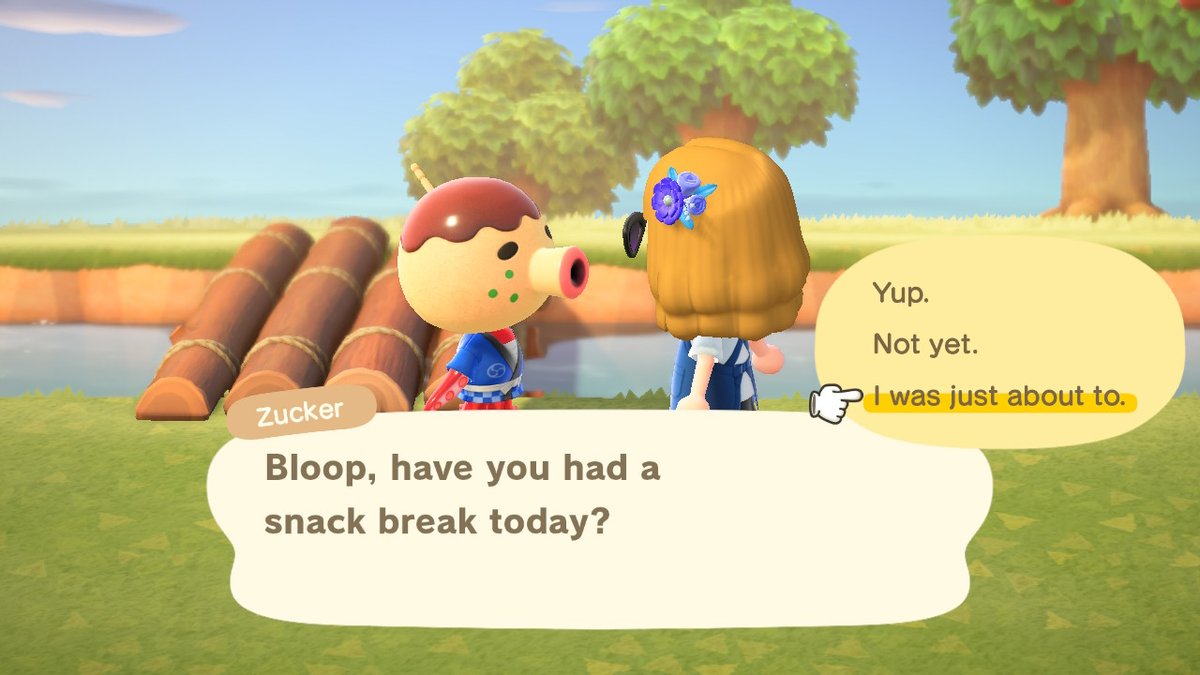 Zucker
Bloop, have you had a
snack break today?
Yup.
Not yet.
I was just about to.